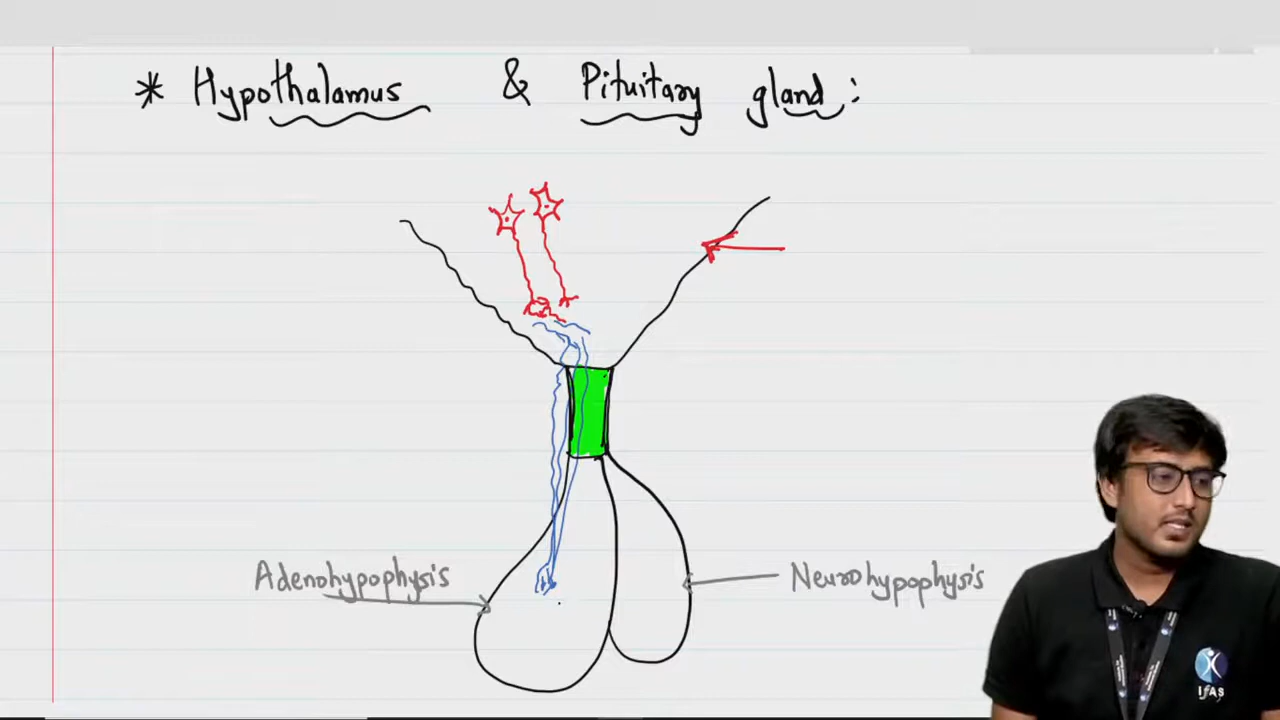 * Hypothalamus & Pituitary gland :
Adenohypophysis
Neurohypophysis
IFAS